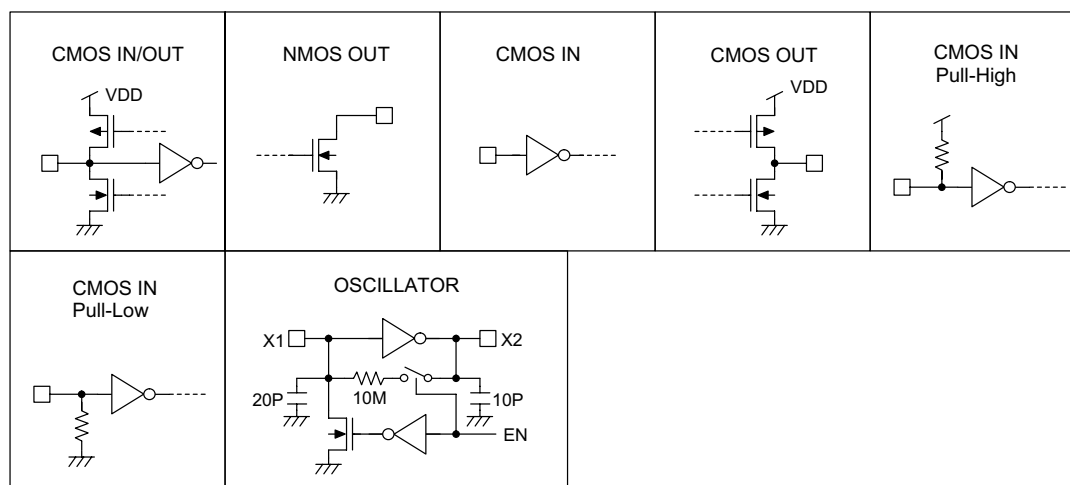 CMOS IN/OUT
VDD
NMOS OUT
CMOS IN
CMOS OUT
VDD
CMOS IN
Pull-High
CMOS IN
Pull-Low
OSCILLATOR
X1
X2
20P
10M
10P
EN